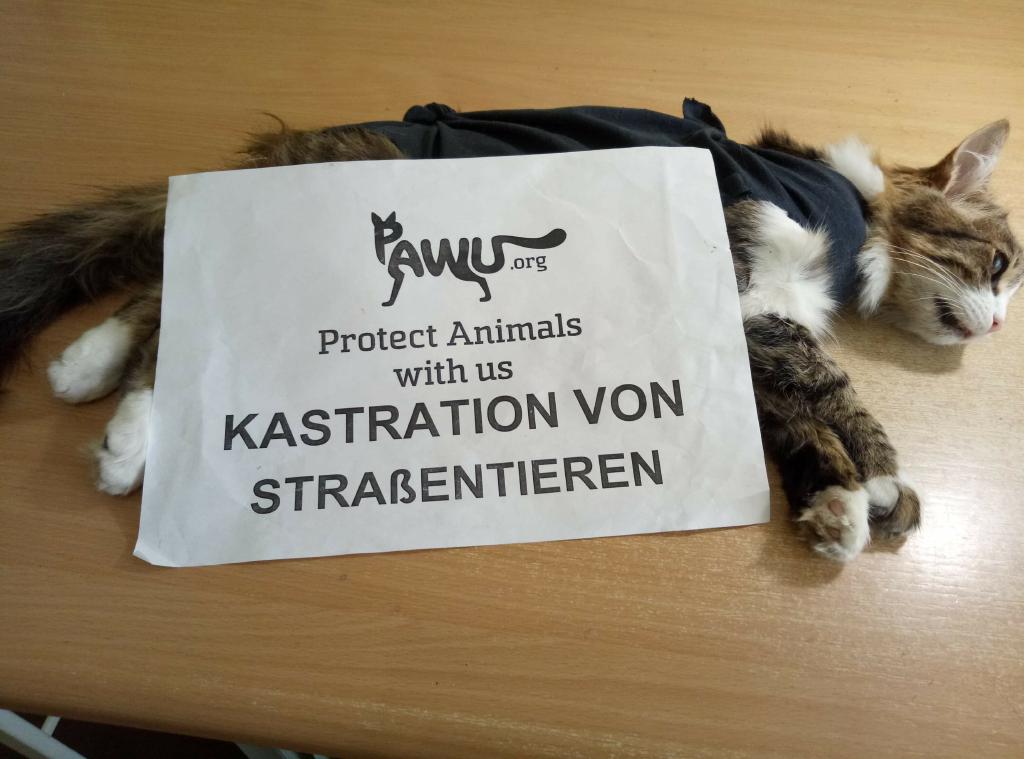 PAWU.org
Protect Animals
with us
KASTRATION VON
STRAßENTIEREN